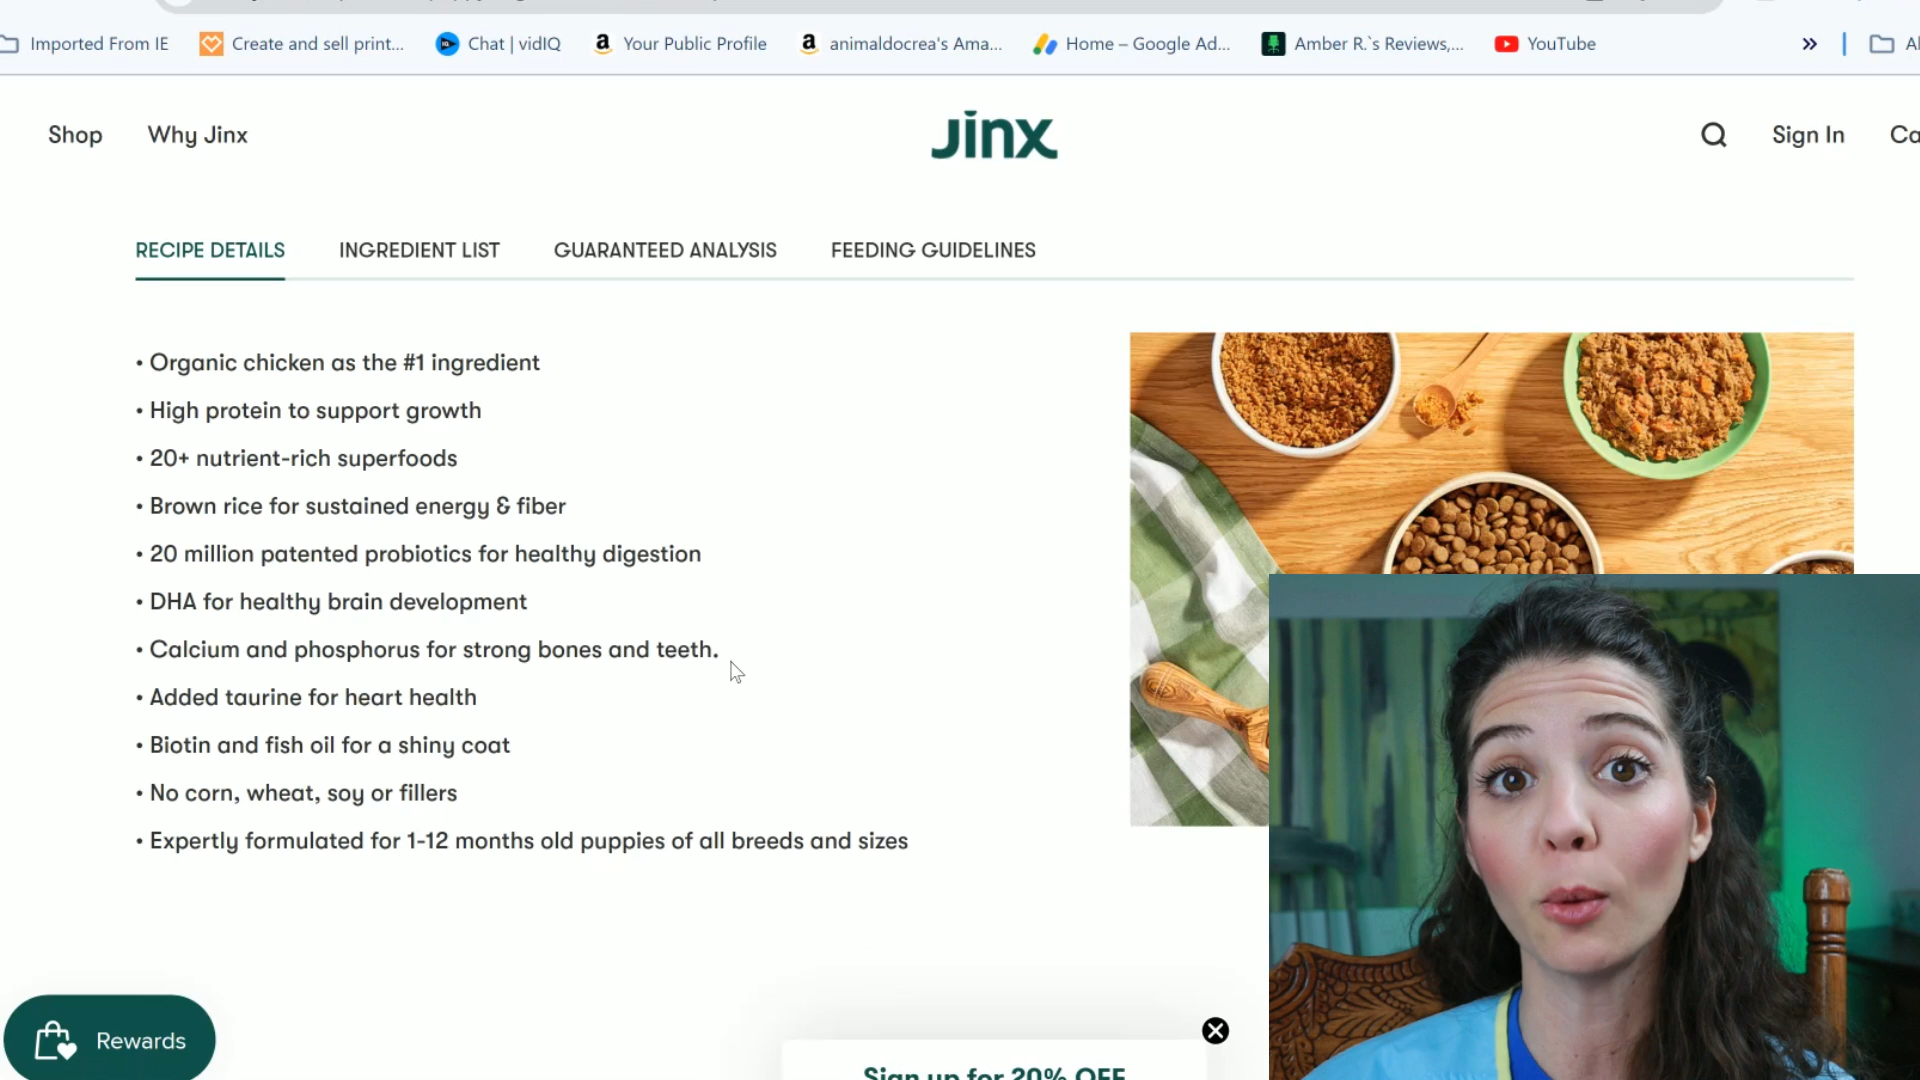 Imported From IE
Create and sell print...
Chat | vidIQ
Your Public Profile
animaldocrea's Ama...
Home – Google Ad...
Amber R.`s Reviews,...
YouTube
Shop
Why Jinx
Jinx
Sign In
RECIPE DETAILS
INGREDIENT LIST
GUARANTEED ANALYSIS
FEEDING GUIDELINES
• Organic chicken as the #1 ingredient
• High protein to support growth
• 20+ nutrient-rich superfoods
• Brown rice for sustained energy & fiber
• 20 million patented probiotics for healthy digestion
• DHA for healthy brain development
• Calcium and phosphorus for strong bones and teeth.
• Added taurine for heart health
• Biotin and fish oil for a shiny coat
• No corn, wheat, soy or fillers
• Expertly formulated for 1-12 months old puppies of all breeds and sizes
Rewards
Sign up for 20% OFF